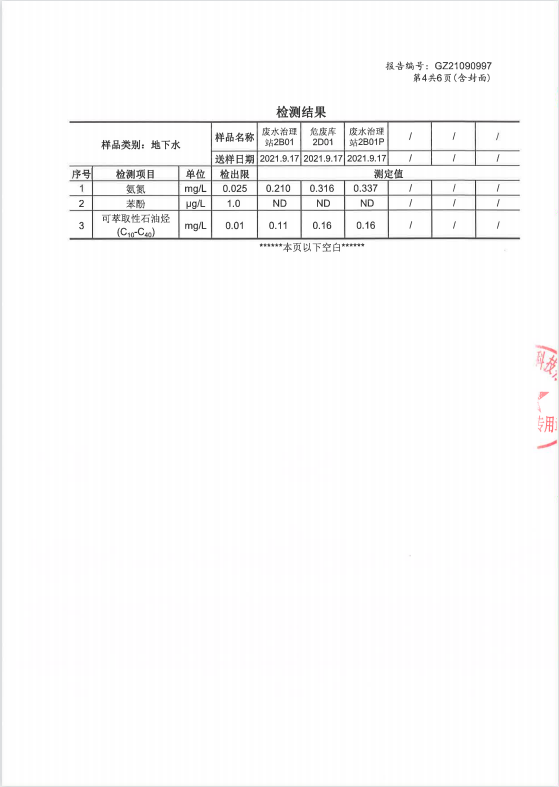 报告编号: GZ21090997
第4共6页(含封面)
检测结果
样品类别: 地下水 样品名称 废水治理站2B01 危废库2D01 废水治理站2B01P / / /
送样日期 2021.9.17 2021.9.17 2021.9.17 / / /
序号 检测项目 单位 检出限 测定值
1 氨氮 mg/L 0.025 0.210 0.316 0.337 / / /
2 苯酚 μg/L 1.0 ND ND ND / / /
3 可萃取性石油烃(C10-C40) mg/L 0.01 0.11 0.16 0.16 / / /
******本页以下空白******
科技
专用